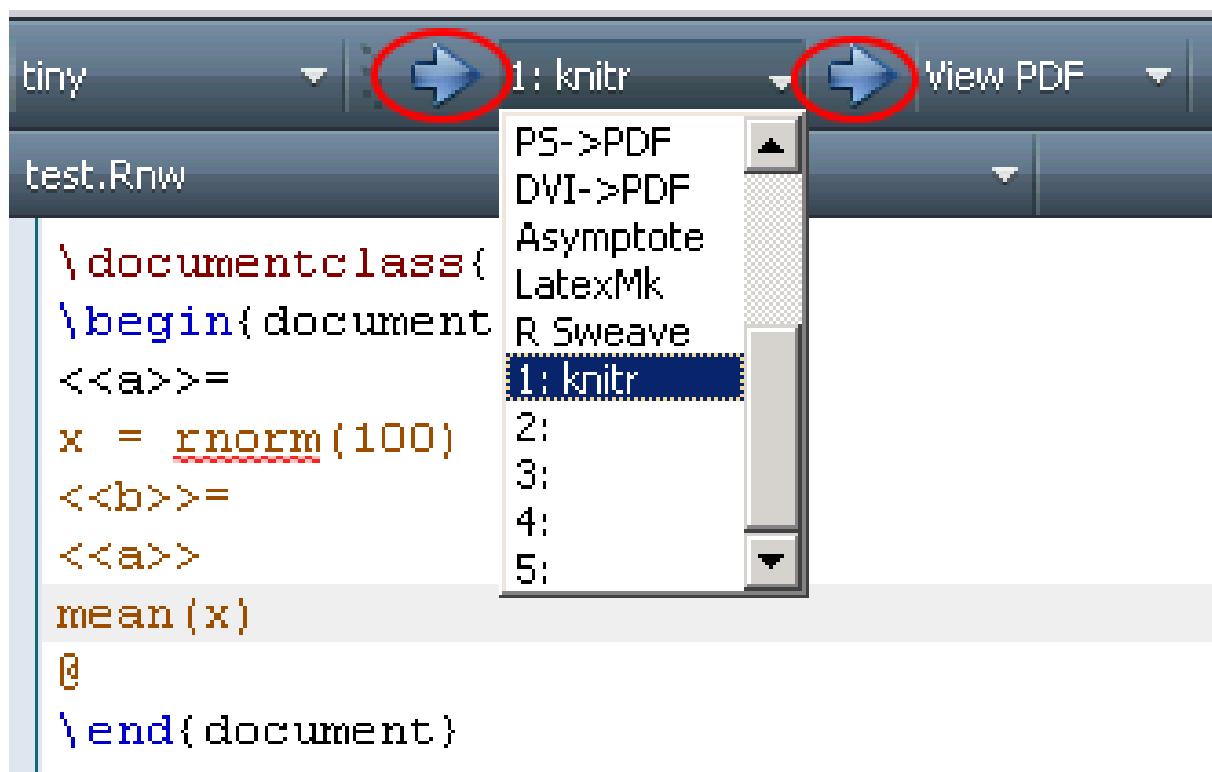 tiny 1: knitr View PDF
test.Rnw
PS->PDF
DVI->PDF
Asymptote
LatexMk
R Sweave
1: knitr
2:
3:
4:
5:
\documentclass{
\begin{document
<<a>>=
x = rnorm(100)
<<b>>=
<<a>>
mean(x)
@
\end{document}